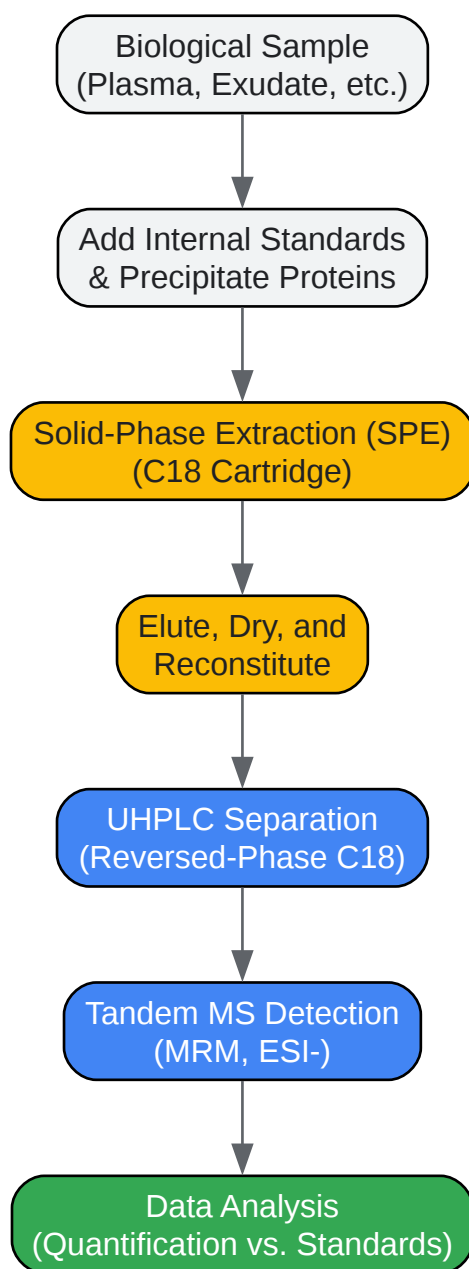 Biological Sample
(Plasma, Exudate, etc.)
Add Internal Standards
& Precipitate Proteins
Solid-Phase Extraction (SPE)
(C18 Cartridge)
Elute, Dry, and
Reconstitute
UHPLC Separation
(Reversed-Phase C18)
Tandem MS Detection
(MRM, ESI-)
Data Analysis
(Quantification vs. Standards)